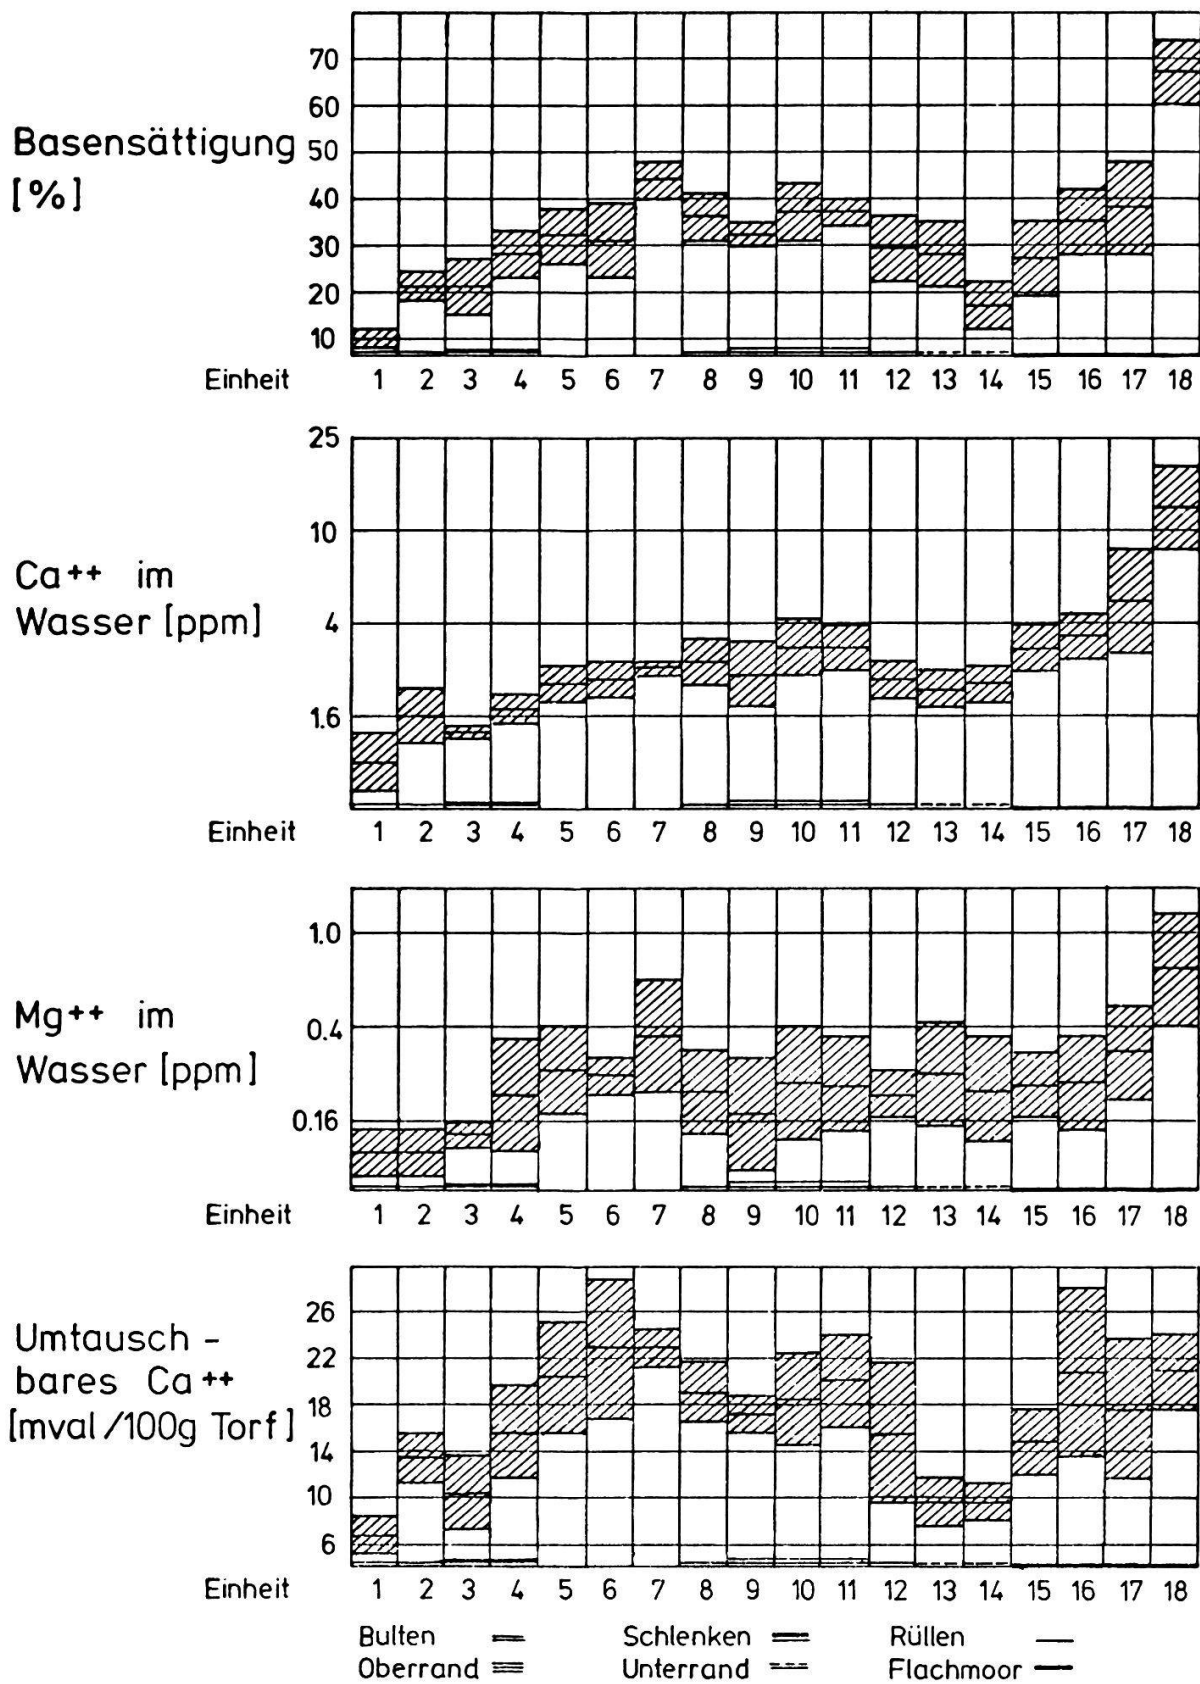 70
60
Basensättigung 50
[%] 40
30
20
10
Einheit 1 2 3 4 5 6 7 8 9 10 11 12 13 14 15 16 17 18
25
10
Ca++ im
Wasser [ppm] 4
1.6
Einheit 1 2 3 4 5 6 7 8 9 10 11 12 13 14 15 16 17 18
1.0
Mg++ im 0.4
Wasser [ppm]
0.16
Einheit 1 2 3 4 5 6 7 8 9 10 11 12 13 14 15 16 17 18
26
Umtausch-
22
bares Ca++
18
[mval/100g Torf]
14
10
6
Einheit 1 2 3 4 5 6 7 8 9 10 11 12 13 14 15 16 17 18
Bulten Schlenken Rüllen
Oberrand Unterrand Flachmoor